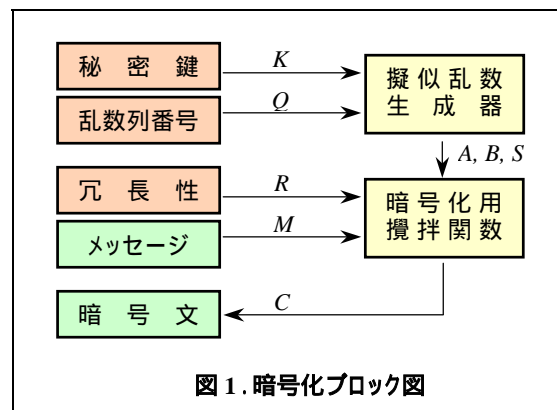 秘 密 鍵
K
擬 似 乱 数
生 成 器
乱数列番号
Q
A, B, S
冗 長 性
R
暗 号 化 用
攪 拌 関 数
メッセージ
M
暗 号 文
C
図 1 . 暗号化ブロック図